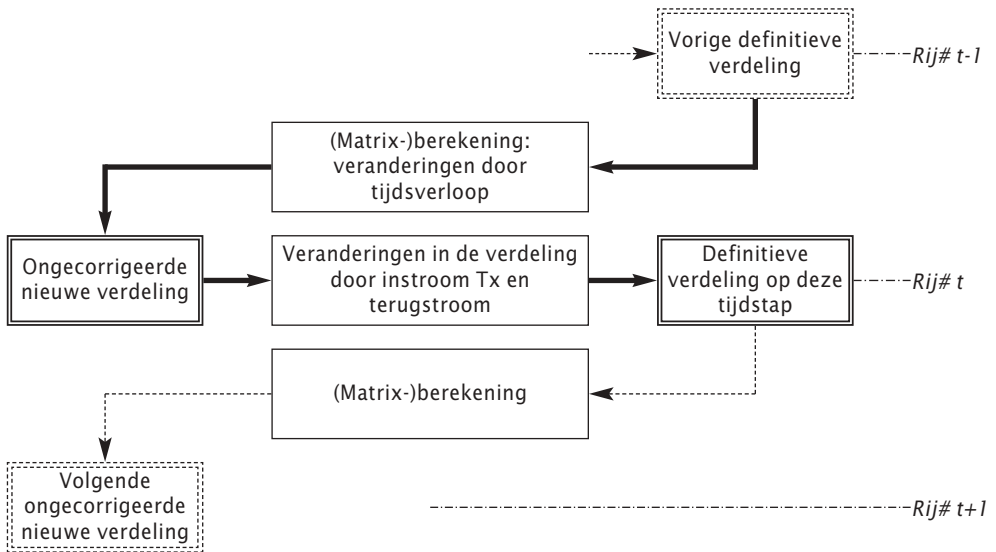 Vorige definitieve
verdeling
Rij# t-1
(Matrix-)berekening:
veranderingen door
tijdsverloop
Ongecorrigeerde
nieuwe verdeling
Veranderingen in de verdeling
door instroom Tx en
terugstroom
Definitieve
verdeling op deze
tijdstap
Rij# t
(Matrix-)berekening
Volgende
ongecorrigeerde
nieuwe verdeling
Rij# t+1